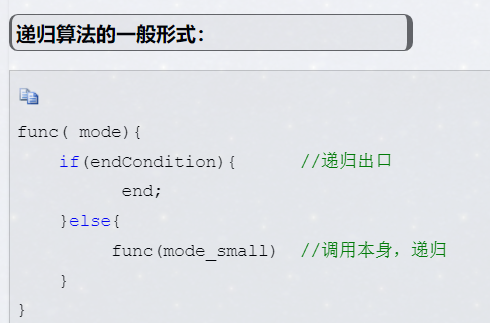 递归算法的一般形式：
func( mode){
    if(endCondition){      //递归出口
          end;
    }else{
         func(mode_small)  //调用本身，递归
    }
}